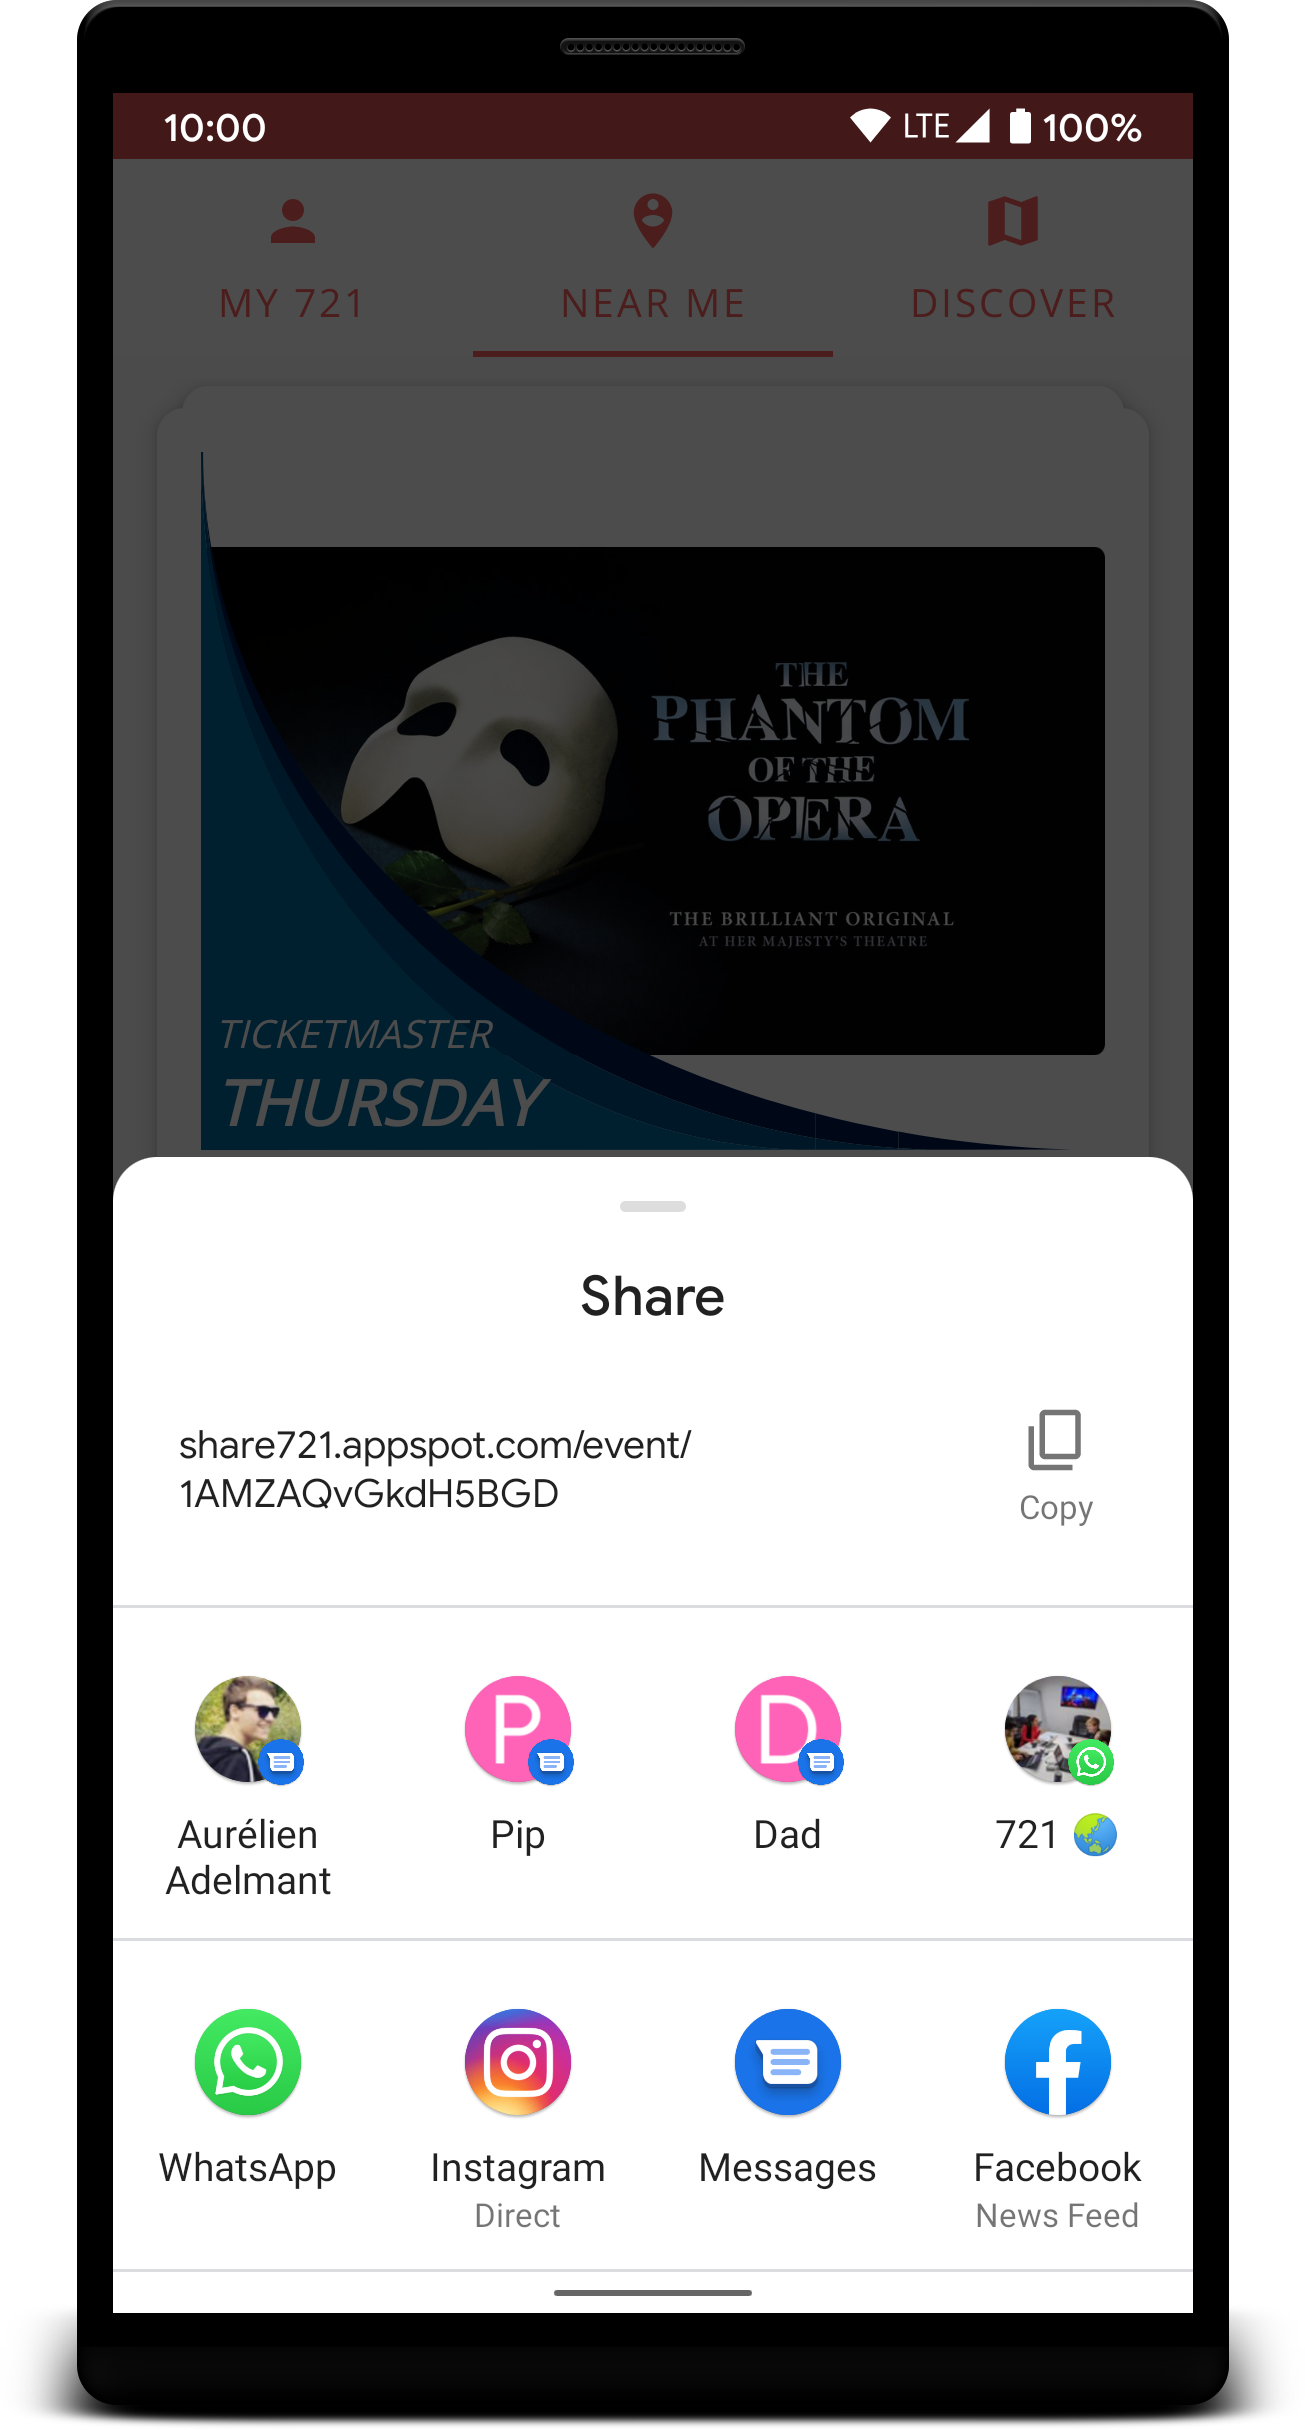 10:00 LTE 100%
MY 721 NEAR ME DISCOVER
THE
PHANTOM
OF THE
OPERA
THE BRILLIANT ORIGINAL
AT HER MAJESTY'S THEATRE
TICKETMASTER
THURSDAY
Share
share721.appspot.com/event/
1AMZAQvGkdH5BGD
Copy
P D
Aurélien Pip Dad 721 🌏
Adelmant
WhatsApp Instagram Messages Facebook
Direct News Feed